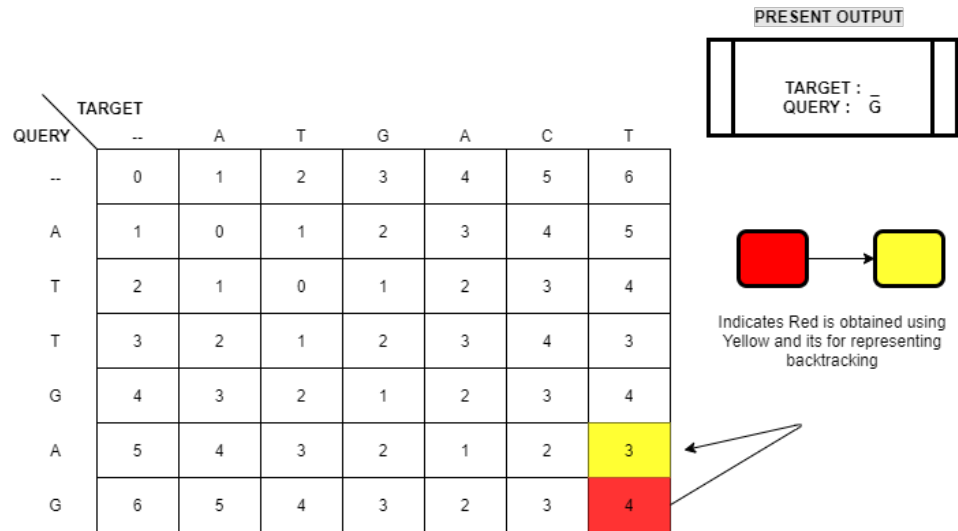 PRESENT OUTPUT
TARGET : _
QUERY : G
TARGET
QUERY -- A T G A C T
-- 0 1 2 3 4 5 6
A 1 0 1 2 3 4 5
T 2 1 0 1 2 3 4
T 3 2 1 2 3 4 3
G 4 3 2 1 2 3 4
A 5 4 3 2 1 2 3
G 6 5 4 3 2 3 4
Indicates Red is obtained using
Yellow and its for representing
backtracking